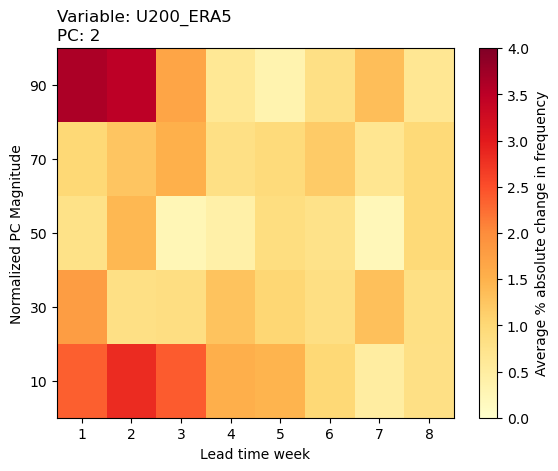 Variable: U200_ERA5
PC: 2
90
70
50
30
10
Normalized PC Magnitude
1 2 3 4 5 6 7 8
Lead time week
4.0
3.5
3.0
2.5
2.0
1.5
1.0
0.5
0.0
Average % absolute change in frequency